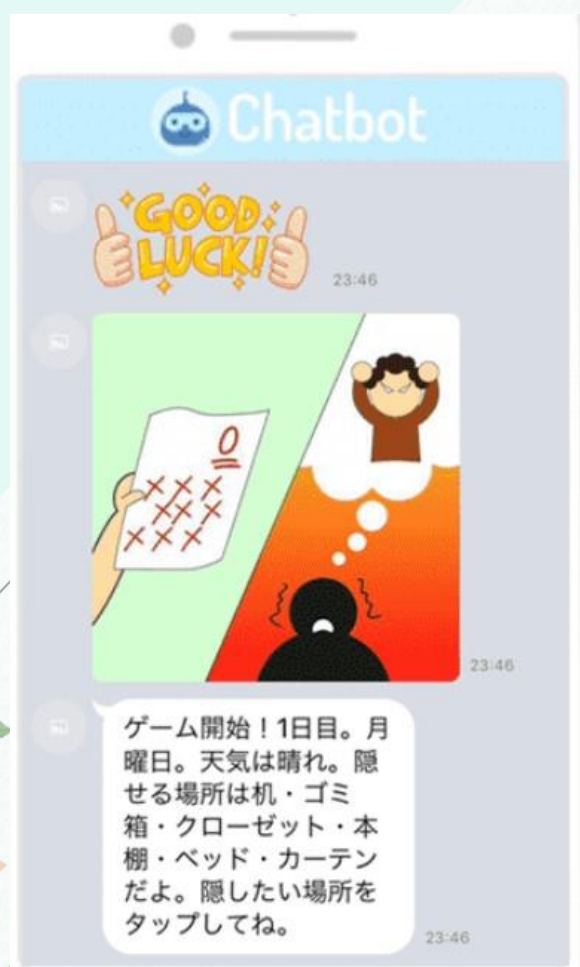 Chatbot
GOOD
LUCK!
23:46
0
23:46
ゲーム開始！1日目。月
曜日。天気は晴れ。隠
せる場所は机・ゴミ
箱・クローゼット・本
棚・ベッド・カーテン
だよ。隠したい場所を
タップしてね。
23:46